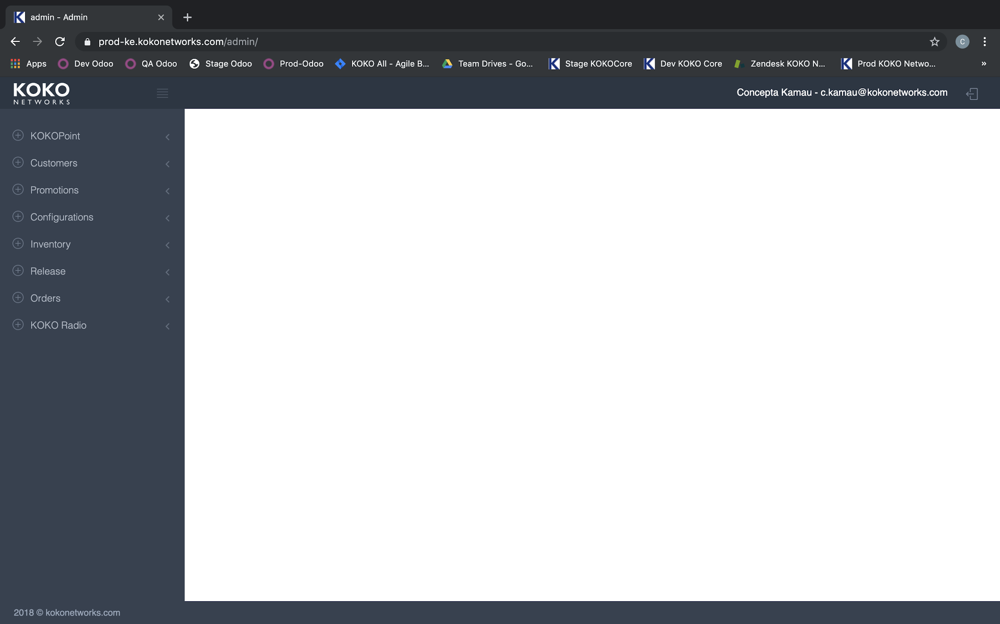 admin - Admin
prod-ke.kokonetworks.com/admin/
C
Apps
Dev Odoo
QA Odoo
Stage Odoo
Prod-Odoo
KOKO All - Agile B...
Team Drives - Go...
Stage KOKOCore
Dev KOKO Core
Zendesk KOKO N...
Prod KOKO Netwo...
»
KOKO
NETWORKS
Concepta Kamau - c.kamau@kokonetworks.com
KOKOPoint
Customers
Promotions
Configurations
Inventory
Release
Orders
KOKO Radio
2018 © kokonetworks.com